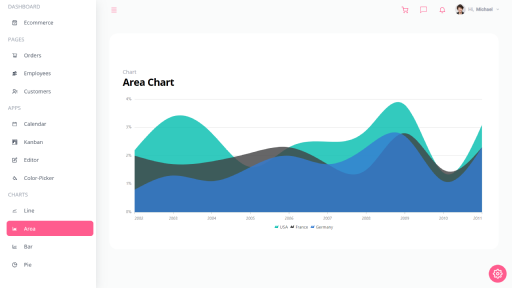 DASHBOARD
Ecommerce
PAGES
Orders
Employees
Customers
APPS
Calendar
Kanban
Editor
Color-Picker
CHARTS
Line
Area
Bar
Pie
Hi, Michael
Chart
Area Chart
4%
3%
2%
1%
0%
2002 2003 2004 2005 2006 2007 2008 2009 2010 2011
USA France Germany